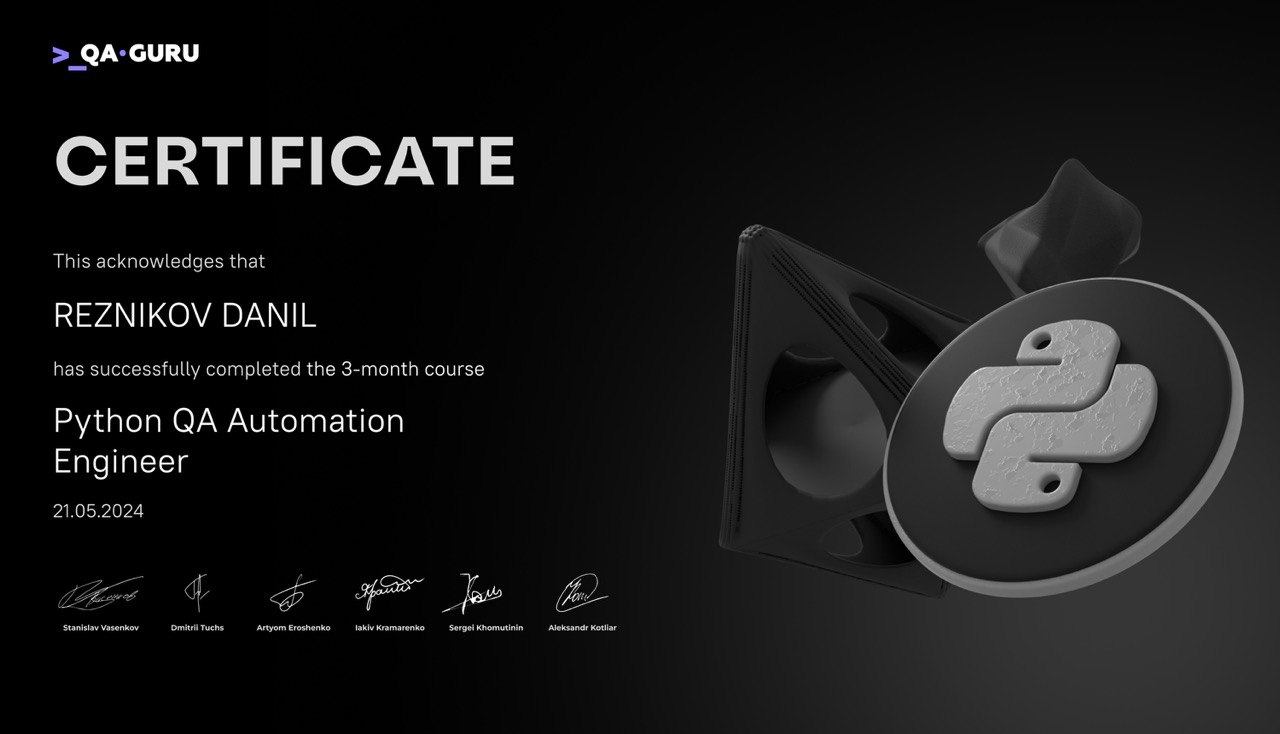 >_QA·GURU
CERTIFICATE
This acknowledges that
REZNIKOV DANIL
has successfully completed the 3-month course
Python QA Automation
Engineer
21.05.2024
Stanislav Vasenkov Dmitrii Tuchs Artyom Eroshenko Iakiv Kramarenko Sergei Khomutinin Aleksandr Kotliar